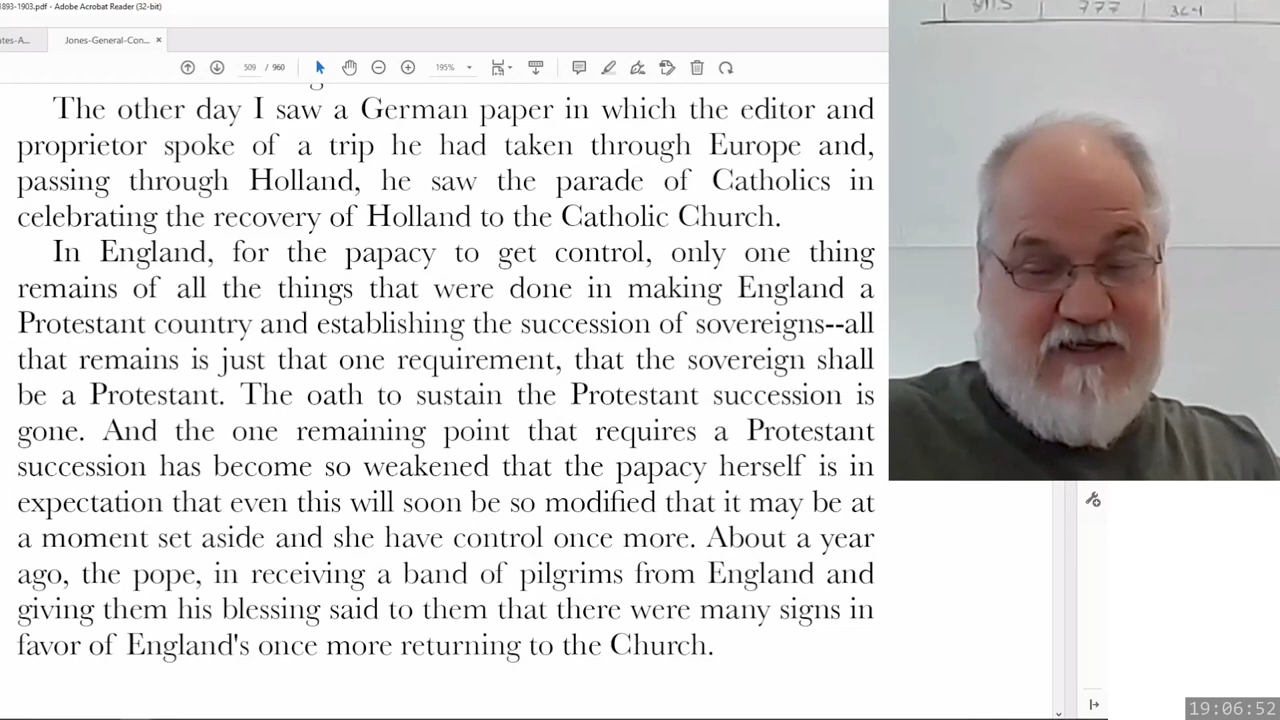 1893-1903.pdf - Adobe Acrobat Reader (32-bit)
tes-A...
Jones-General-Con... ×
509 / 960
195%
The other day I saw a German paper in which the editor and
proprietor spoke of a trip he had taken through Europe and,
passing through Holland, he saw the parade of Catholics in
celebrating the recovery of Holland to the Catholic Church.
In England, for the papacy to get control, only one thing
remains of all the things that were done in making England a
Protestant country and establishing the succession of sovereigns--all
that remains is just that one requirement, that the sovereign shall
be a Protestant. The oath to sustain the Protestant succession is
gone. And the one remaining point that requires a Protestant
succession has become so weakened that the papacy herself is in
expectation that even this will soon be so modified that it may be at
a moment set aside and she have control once more. About a year
ago, the pope, in receiving a band of pilgrims from England and
giving them his blessing said to them that there were many signs in
favor of England's once more returning to the Church.
777
19:06:52